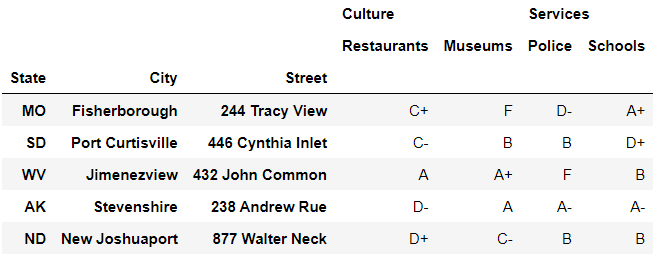 Culture Services
Restaurants Museums Police Schools
State City Street
MO Fisherborough 244 Tracy View C+ F D- A+
SD Port Curtisville 446 Cynthia Inlet C- B B D+
WV Jimenezview 432 John Common A A+ F B
AK Stevenshire 238 Andrew Rue D- A A- A-
ND New Joshuaport 877 Walter Neck D+ C- B B